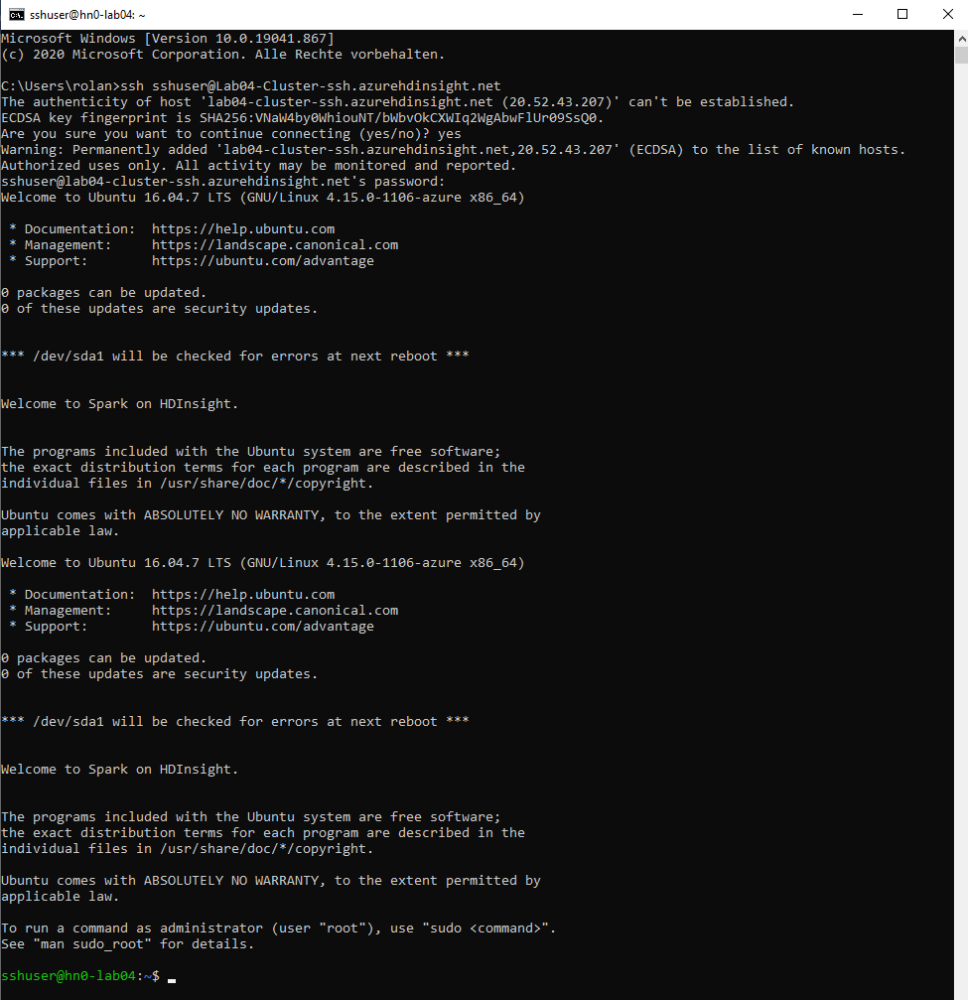 sshuser@hn0-lab04: ~
Microsoft Windows [Version 10.0.19041.867]
(c) 2020 Microsoft Corporation. Alle Rechte vorbehalten.
C:\Users\rolan>ssh sshuser@Lab04-Cluster-ssh.azurehdinsight.net
The authenticity of host 'lab04-cluster-ssh.azurehdinsight.net (20.52.43.207)' can't be established.
ECDSA key fingerprint is SHA256:VNaW4by0WhiouNT/bWbvOkCXWIq2WgAbwFlUr09SsQ0.
Are you sure you want to continue connecting (yes/no)? yes
Warning: Permanently added 'lab04-cluster-ssh.azurehdinsight.net,20.52.43.207' (ECDSA) to the list of known hosts.
Authorized uses only. All activity may be monitored and reported.
sshuser@lab04-cluster-ssh.azurehdinsight.net's password:
Welcome to Ubuntu 16.04.7 LTS (GNU/Linux 4.15.0-1106-azure x86_64)
* Documentation:  https://help.ubuntu.com
* Management:     https://landscape.canonical.com
* Support:        https://ubuntu.com/advantage
0 packages can be updated.
0 of these updates are security updates.
*** /dev/sda1 will be checked for errors at next reboot ***
Welcome to Spark on HDInsight.
The programs included with the Ubuntu system are free software;
the exact distribution terms for each program are described in the
individual files in /usr/share/doc/*/copyright.
Ubuntu comes with ABSOLUTELY NO WARRANTY, to the extent permitted by
applicable law.
Welcome to Ubuntu 16.04.7 LTS (GNU/Linux 4.15.0-1106-azure x86_64)
* Documentation:  https://help.ubuntu.com
* Management:     https://landscape.canonical.com
* Support:        https://ubuntu.com/advantage
0 packages can be updated.
0 of these updates are security updates.
*** /dev/sda1 will be checked for errors at next reboot ***
Welcome to Spark on HDInsight.
The programs included with the Ubuntu system are free software;
the exact distribution terms for each program are described in the
individual files in /usr/share/doc/*/copyright.
Ubuntu comes with ABSOLUTELY NO WARRANTY, to the extent permitted by
applicable law.
To run a command as administrator (user "root"), use "sudo <command>".
See "man sudo_root" for details.
sshuser@hn0-lab04:~$ _